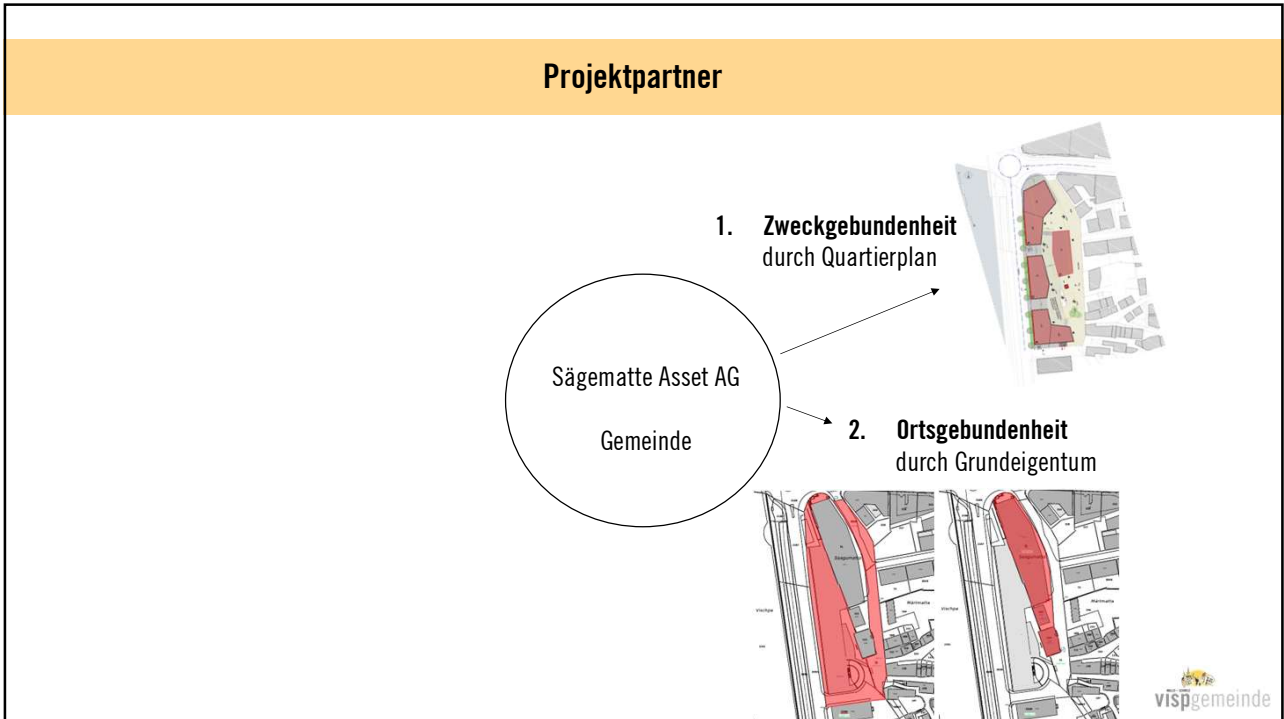 Projektpartner
1. Zweckgebundenheit
durch Quartierplan
Sägematte Asset AG
Gemeinde
2. Ortsgebundenheit
durch Grundeigentum
vispgemeinde